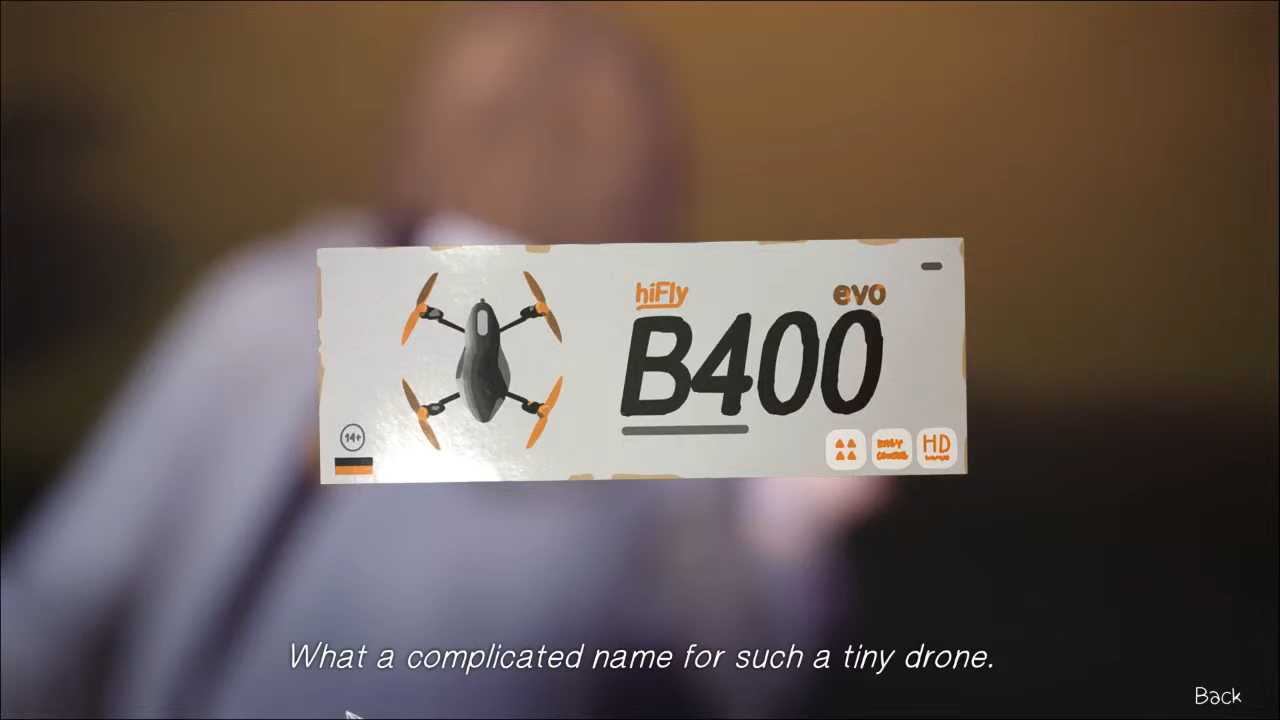 hiFly
evo
B400
14+
HD
What a complicated name for such a tiny drone.
Back